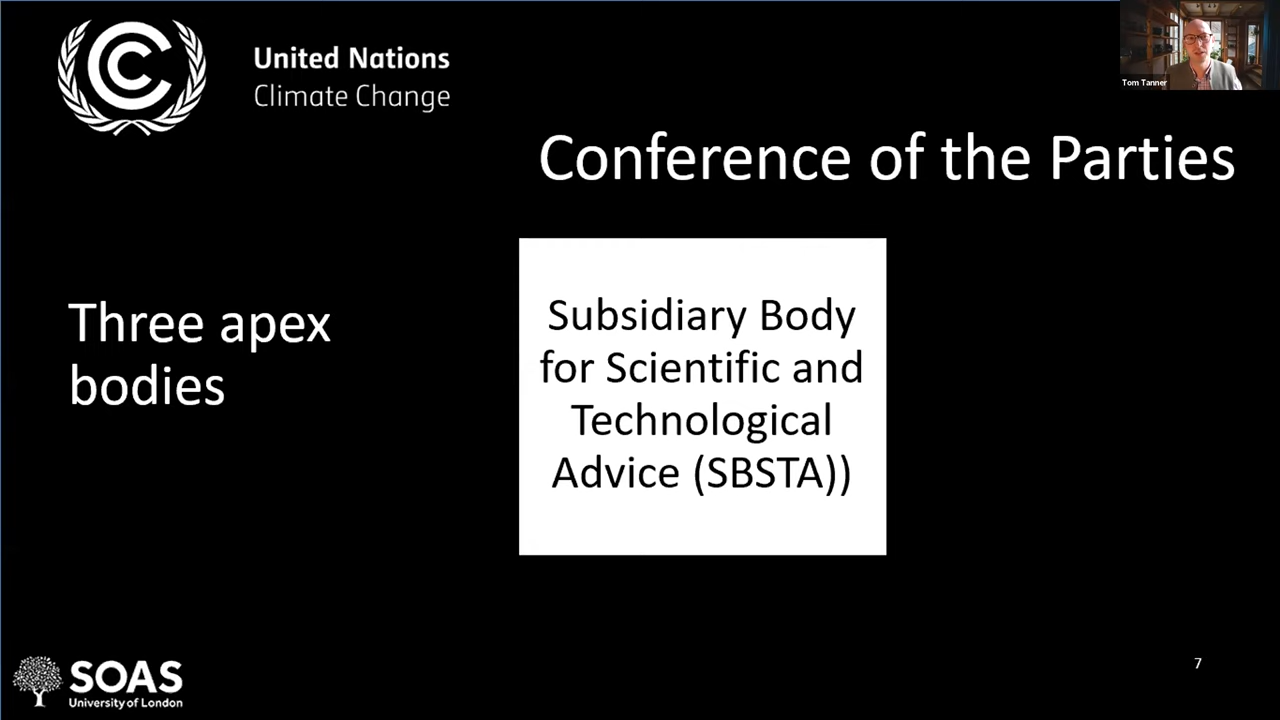 United Nations
Climate Change
Tom Tanner
Conference of the Parties
Three apex
bodies
Subsidiary Body
for Scientific and
Technological
Advice (SBSTA))
SOAS
University of London
7